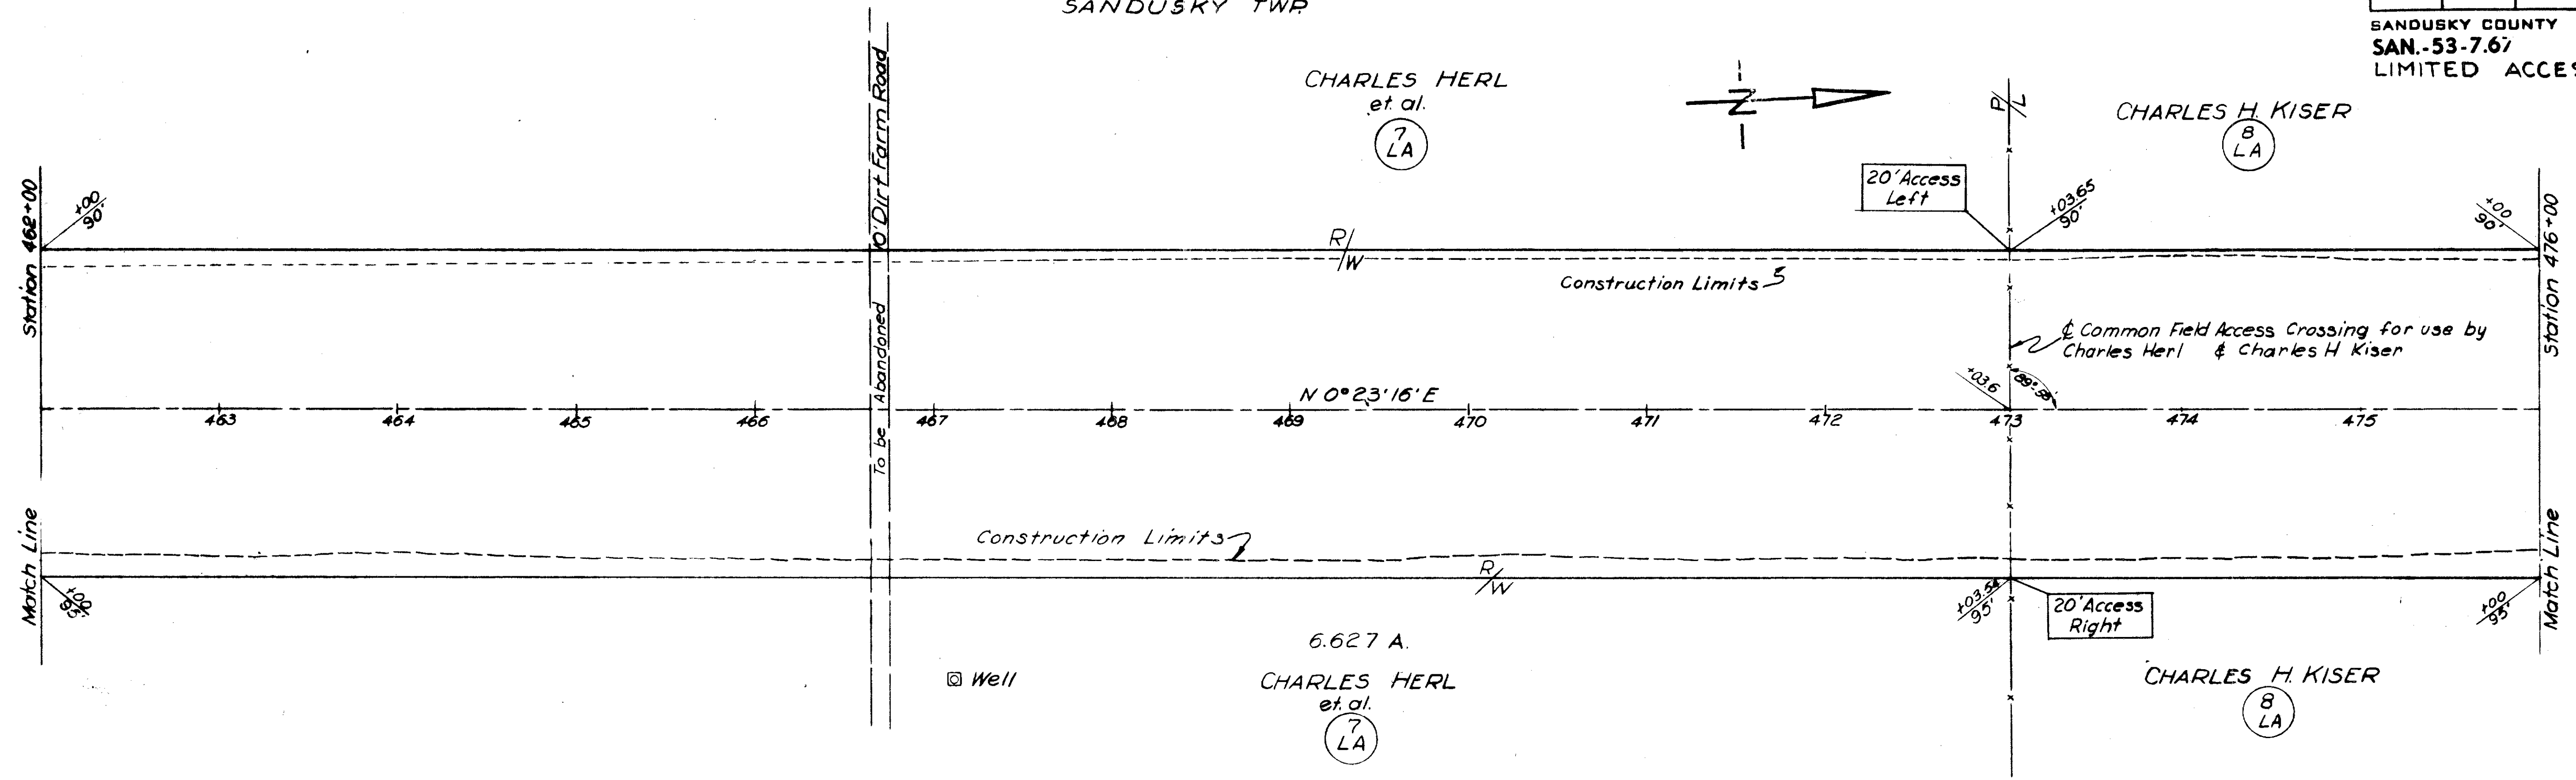 SANDUSKY TWP.
SANDUSKY COUNTY
SAN.-53-7.67
LIMITED ACCES
CHARLES HERL
et. al.
7
LA
N
P/L
CHARLES H. KISER
8
LA
20' Access
Left
+03.65
90'
+00
90'
+00
90'
Station 462+00
10' Dirt Farm Road
Station 476+00
R/W
Construction Limits
₵ Common Field Access Crossing for use by
Charles Herl & Charles H Kiser
To be Abandoned
N 0°23'16" E
+03.6
463 464 465 466 467 468 469 470 471 472 473 474 475
Match Line
Construction Limits
R/W
Match Line
+00
95'
+03.54
95'
20' Access
Right
+00
95'
6.627 A.
Well
CHARLES HERL
et. al.
7
LA
CHARLES H. KISER
8
LA